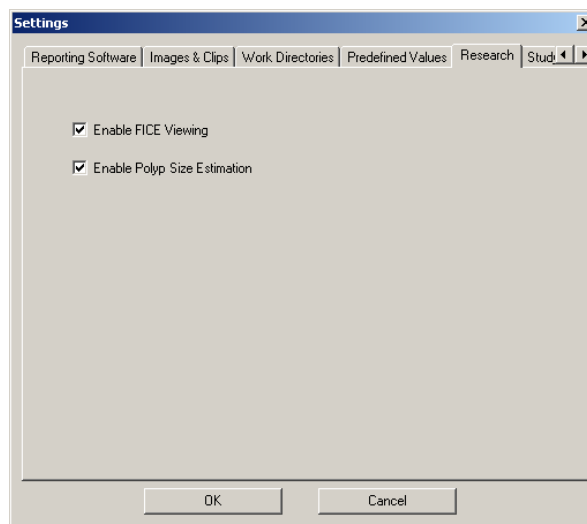 Settings
Reporting Software Images & Clips Work Directories Predefined Values Research
Enable FICE Viewing
Enable Polyp Size Estimation
OK Cancel